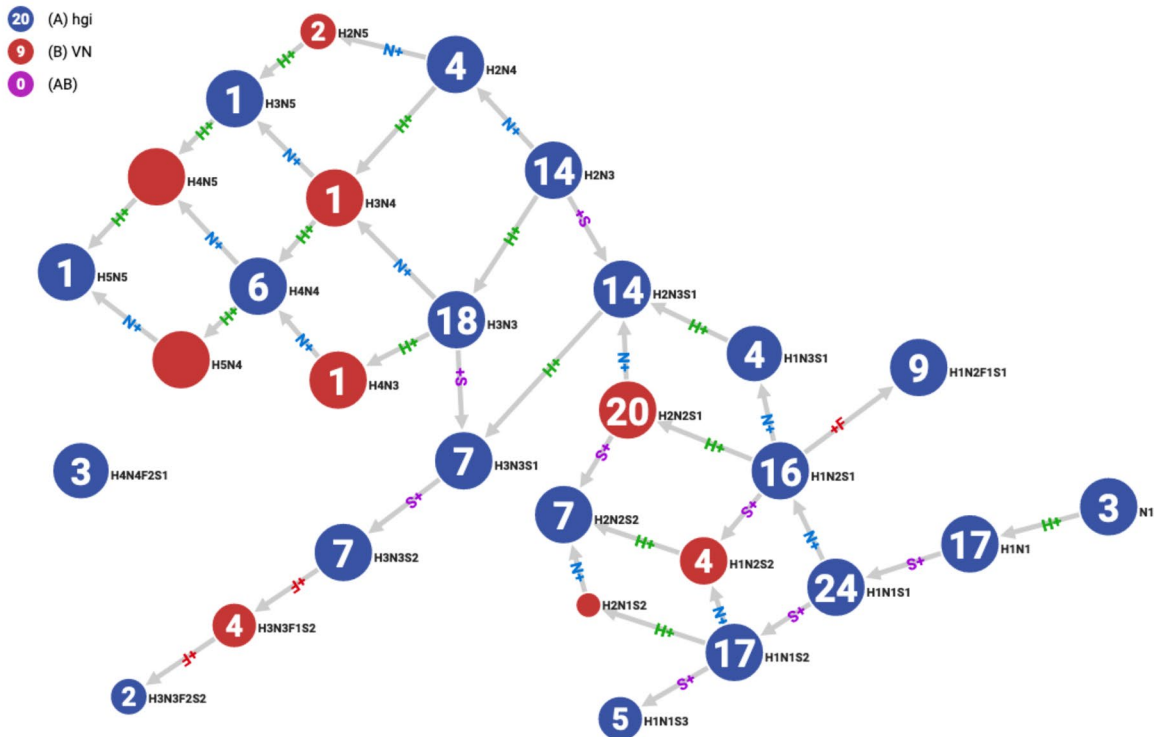 20 (A) hgi
9 (B) VN
0 (AB)
2 H2N5
N+
4 H2N4
H+
1 H3N5
H+
N+
H+
N+
14 H2N3
H4N5
1 H3N4
H+
N+
H+
H+
+S
1 H5N5
6 H4N4
N+
14 H2N3S1
N+
H+
18 H3N3
H+
4 H1N3S1
H5N4
N+
H+
1 H4N3
+S
H+
N+
9 H1N2F1S1
20 H2N2S1
N+
+F
H+
3 H4N4F2S1
7 H3N3S1
S+
16 H1N2S1
S+
S+
7 H2N2S2
3 N1
H+
7 H3N3S2
H+
4 H1N2S2
N+
17 H1N1
S+
+F
N+
24 H1N1S1
4 H3N3F1S2
H2N1S2
N+
S+
H+
17 H1N1S2
+F
S+
2 H3N3F2S2
5 H1N1S3